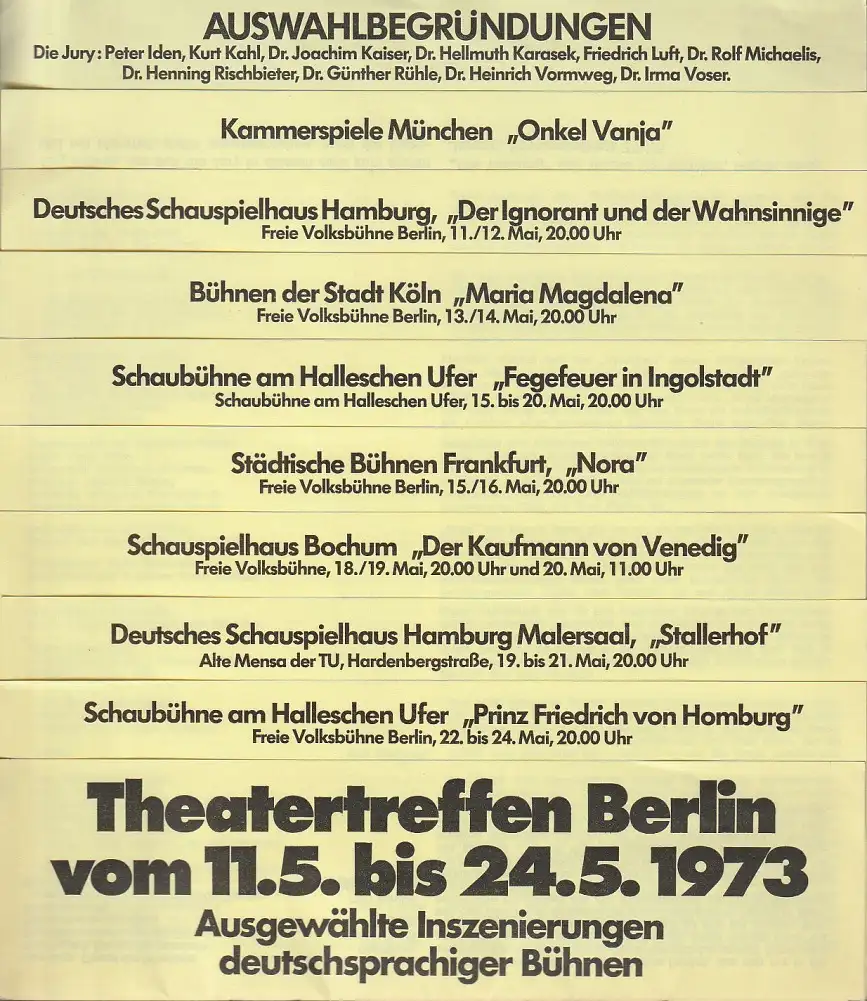 AUSWAHLBEGRÜNDUNGEN
Die Jury: Peter Iden, Kurt Kahl, Dr. Joachim Kaiser, Dr. Hellmuth Karasek, Friedrich Luft, Dr. Rolf Michaelis,
Dr. Henning Rischbieter, Dr. Günther Rühle, Dr. Heinrich Vormweg, Dr. Irma Voser.
Kammerspiele München „Onkel Vanja”
Deutsches Schauspielhaus Hamburg, „Der Ignorant und der Wahnsinnige”
Freie Volksbühne Berlin, 11./12. Mai, 20.00 Uhr
Bühnen der Stadt Köln „Maria Magdalena”
Freie Volksbühne Berlin, 13./14. Mai, 20.00 Uhr
Schaubühne am Halleschen Ufer „Fegefeuer in Ingolstadt”
Schaubühne am Halleschen Ufer, 15. bis 20. Mai, 20.00 Uhr
Städtische Bühnen Frankfurt, „Nora”
Freie Volksbühne Berlin, 15./16. Mai, 20.00 Uhr
Schauspielhaus Bochum „Der Kaufmann von Venedig”
Freie Volksbühne, 18./19. Mai, 20.00 Uhr und 20. Mai, 11.00 Uhr
Deutsches Schauspielhaus Hamburg Malersaal, „Stallerhof”
Alte Mensa der TU, Hardenbergstraße, 19. bis 21. Mai, 20.00 Uhr
Schaubühne am Halleschen Ufer „Prinz Friedrich von Homburg”
Freie Volksbühne Berlin, 22. bis 24. Mai, 20.00 Uhr
Theatertreffen Berlin
vom 11.5. bis 24.5. 1973
Ausgewählte Inszenierungen
deutschsprachiger Bühnen